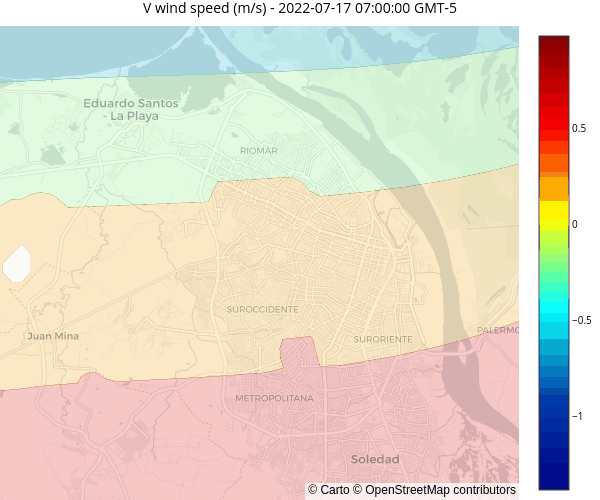 V wind speed (m/s) - 2022-07-17 07:00:00 GMT-5
Eduardo Santos
- La Playa
RIOMAR
0.5
0
SUROCCIDENTE
−0.5
Juan Mina
SURORIENTE
PALERMO
METROPOLITANA
−1
Soledad
© Carto © OpenStreetMap contributors